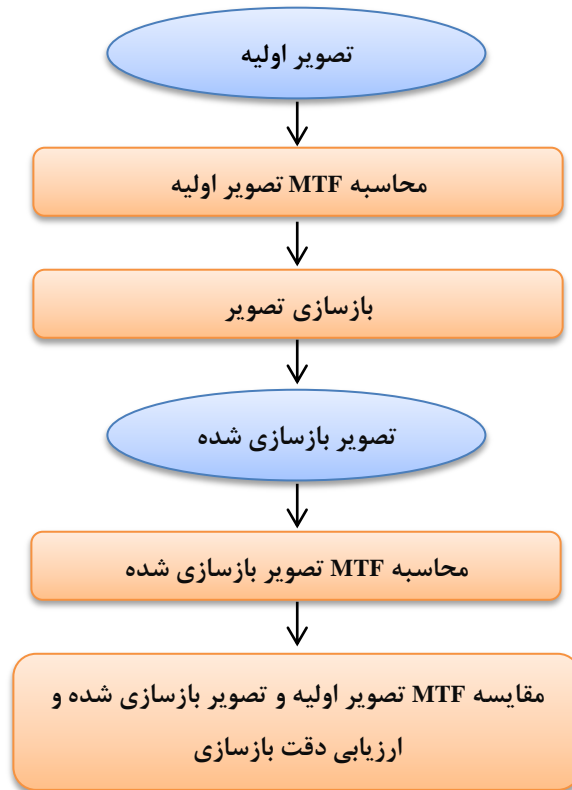 تصویر اولیه
محاسبه MTF تصویر اولیه
بازسازی تصویر
تصویر بازسازی شده
محاسبه MTF تصویر بازسازی شده
مقایسه MTF تصویر اولیه و تصویر بازسازی شده و
ارزیابی دقت بازسازی